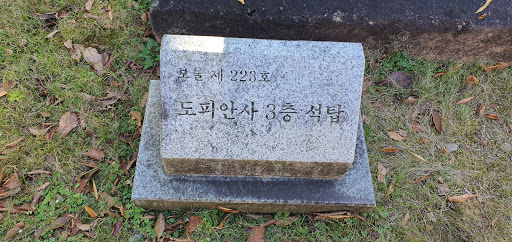 보물 제 223호
도피안사 3층 석탑